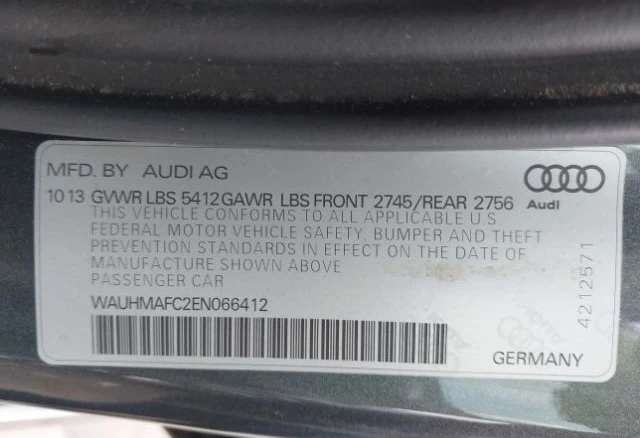 MFD. BY AUDI AG
10 13 GVWR LBS 5412 GAWR LBS FRONT 2745/REAR 2756
THIS VEHICLE CONFORMS TO ALL APPLICABLE U S
FEDERAL MOTOR VEHICLE SAFETY, BUMPER AND THEFT
PREVENTION STANDARDS IN EFFECT ON THE DATE OF
MANUFACTURE SHOWN ABOVE
PASSENGER CAR
WAUHMAFC2EN066412
Audi
4212571
GERMANY